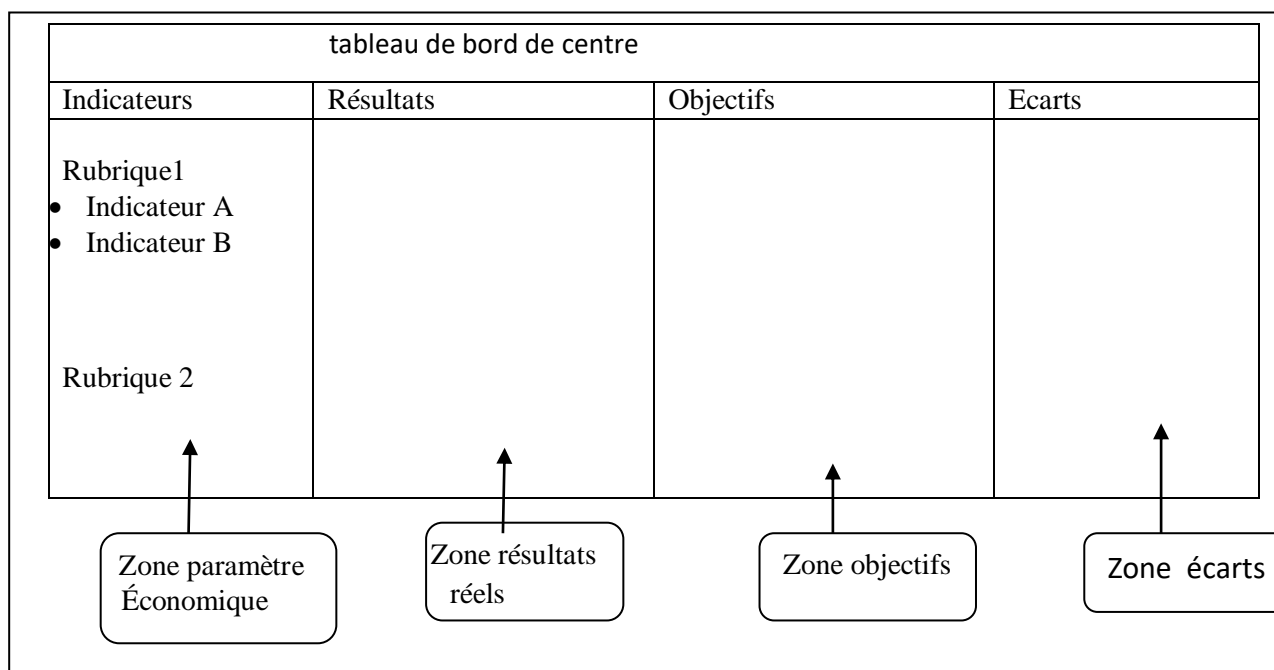 tableau de bord de centre
Indicateurs Résultats Objectifs Ecarts
Rubrique1
• Indicateur A
• Indicateur B
Rubrique 2
Zone paramètre
Économique
Zone résultats
réels
Zone objectifs
Zone écarts